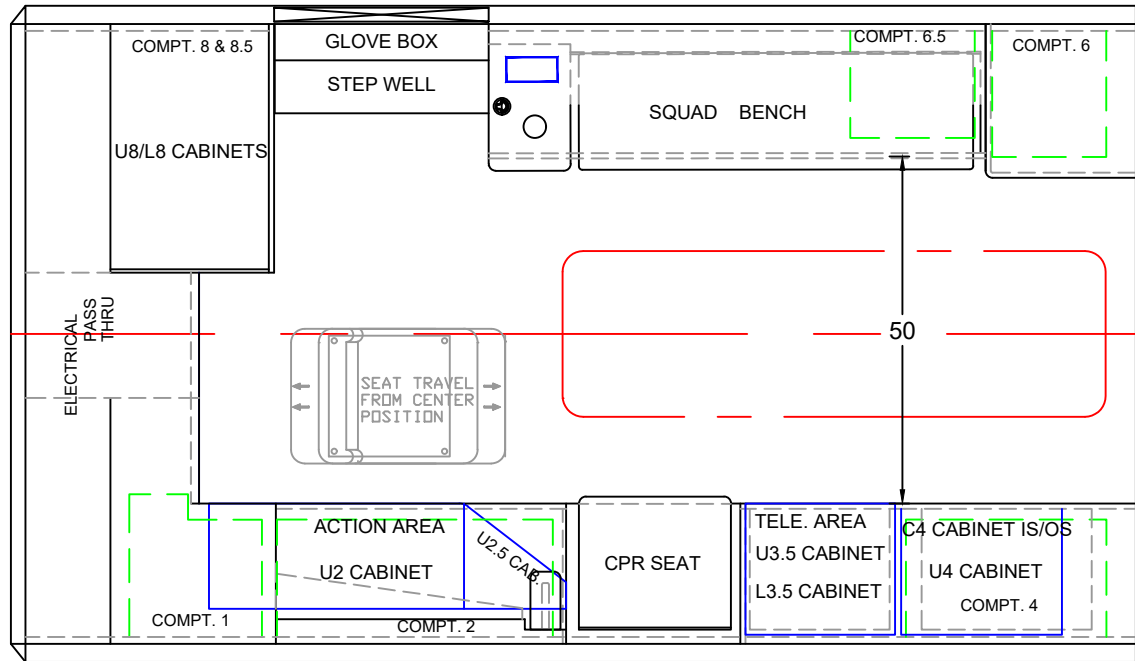 COMPT. 8 & 8.5
GLOVE BOX
COMPT. 6.5
COMPT. 6
STEP WELL
SQUAD BENCH
U8/L8 CABINETS
ELECTRICAL
PASS
THRU
50
SEAT TRAVEL
FROM CENTER
POSITION
ACTION AREA
U2 CABINET
U2.5 CAB.
COMPT. 1
COMPT. 2
CPR SEAT
TELE. AREA
U3.5 CABINET
L3.5 CABINET
C4 CABINET IS/OS
U4 CABINET
COMPT. 4